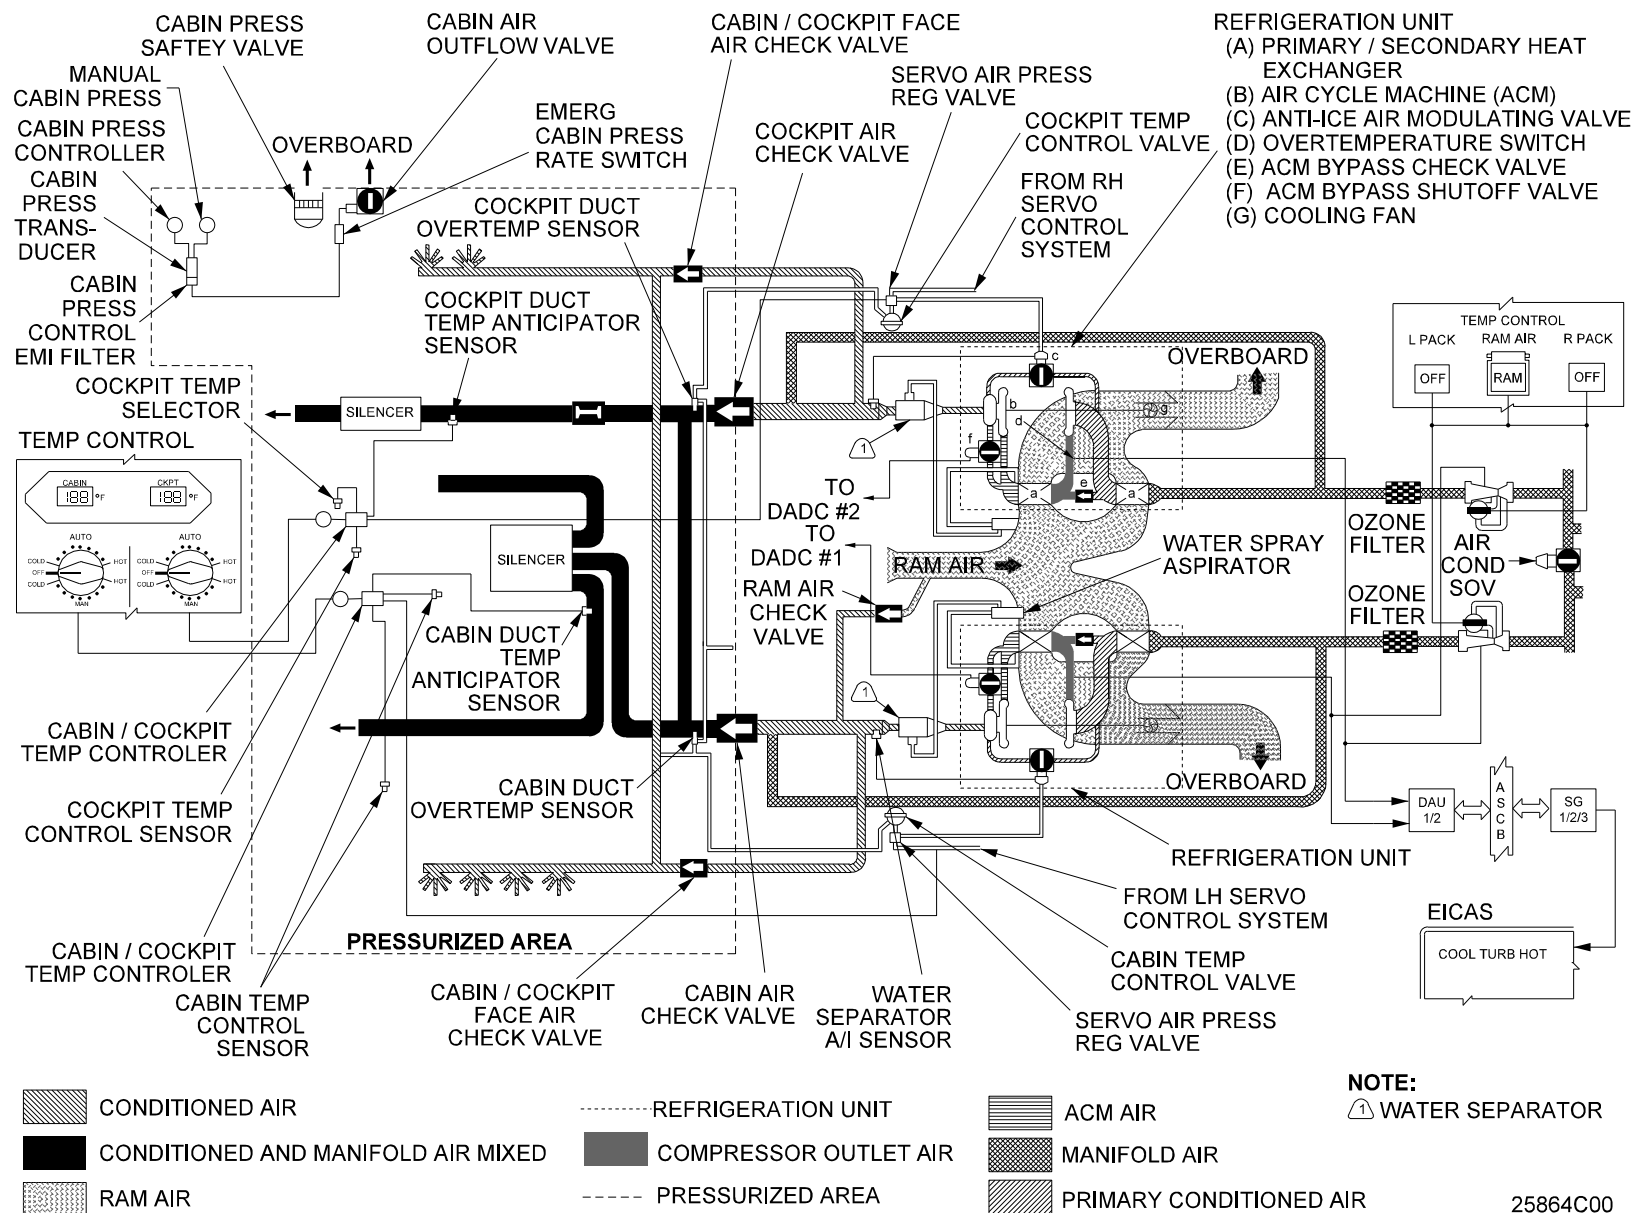 CABIN PRESS
SAFTEY VALVE
CABIN AIR
OUTFLOW VALVE
CABIN / COCKPIT FACE
AIR CHECK VALVE
REFRIGERATION UNIT
(A) PRIMARY / SECONDARY HEAT
EXCHANGER
(B) AIR CYCLE MACHINE (ACM)
(C) ANTI-ICE AIR MODULATING VALVE
(D) OVERTEMPERATURE SWITCH
(E) ACM BYPASS CHECK VALVE
(F) ACM BYPASS SHUTOFF VALVE
(G) COOLING FAN
MANUAL
CABIN PRESS
SERVO AIR PRESS
REG VALVE
CABIN PRESS
CONTROLLER
OVERBOARD
EMERG
CABIN PRESS
RATE SWITCH
COCKPIT AIR
CHECK VALVE
COCKPIT TEMP
CONTROL VALVE
CABIN
PRESS
TRANS-
DUCER
COCKPIT DUCT
OVERTEMP SENSOR
FROM RH
SERVO
CONTROL
SYSTEM
CABIN
PRESS
CONTROL
EMI FILTER
COCKPIT DUCT
TEMP ANTICIPATOR
SENSOR
TEMP CONTROL
L PACK
RAM AIR
R PACK
OFF
RAM
OFF
OVERBOARD
c
COCKPIT TEMP
SELECTOR
SILENCER
b
g
d
f
1
TEMP CONTROL
CABIN
188 °F
CKPT
188 °F
AUTO
COLD
OFF
COLD
HOT
HOT
MAN
AUTO
COLD
OFF
COLD
HOT
HOT
MAN
TO
DADC #2
TO
DADC #1
a
e
a
OZONE
FILTER
AIR
COND
SOV
SILENCER
RAM AIR
WATER SPRAY
ASPIRATOR
RAM AIR
CHECK
VALVE
OZONE
FILTER
CABIN DUCT
TEMP
ANTICIPATOR
SENSOR
1
CABIN / COCKPIT
TEMP CONTROLER
CABIN DUCT
OVERTEMP SENSOR
OVERBOARD
COCKPIT TEMP
CONTROL SENSOR
DAU
1/2
A
S
C
B
SG
1/2/3
REFRIGERATION UNIT
FROM LH SERVO
CONTROL SYSTEM
EICAS
COOL TURB HOT
PRESSURIZED AREA
CABIN / COCKPIT
TEMP CONTROLER
CABIN TEMP
CONTROL VALVE
CABIN TEMP
CONTROL
SENSOR
CABIN / COCKPIT
FACE AIR
CHECK VALVE
CABIN AIR
CHECK VALVE
WATER
SEPARATOR
A/I SENSOR
SERVO AIR PRESS
REG VALVE
NOTE:
1 WATER SEPARATOR
CONDITIONED AIR
REFRIGERATION UNIT
ACM AIR
CONDITIONED AND MANIFOLD AIR MIXED
COMPRESSOR OUTLET AIR
MANIFOLD AIR
RAM AIR
PRESSURIZED AREA
PRIMARY CONDITIONED AIR
25864C00